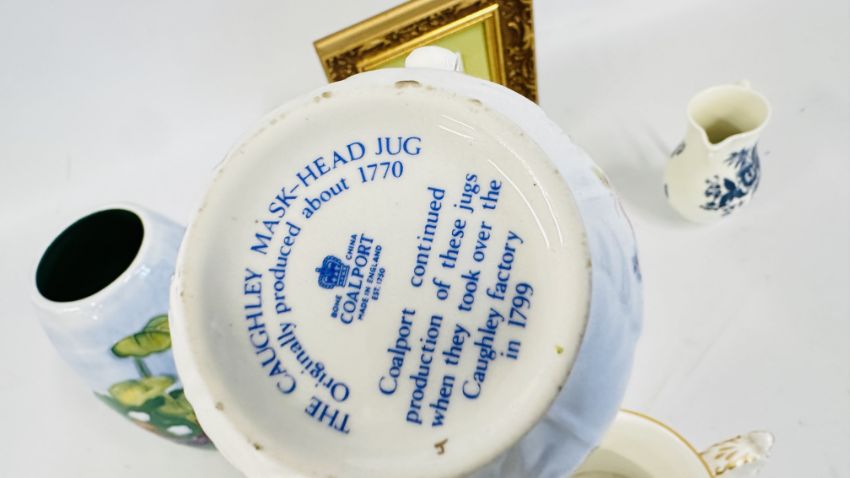 THE CAUGHLEY MASK-HEAD JUG
Originally produced about 1770
BONE CHINA
COALPORT
MADE IN ENGLAND
EST. 1750
Coalport continued
production of these jugs
when they took over the
Caughley factory
in 1799